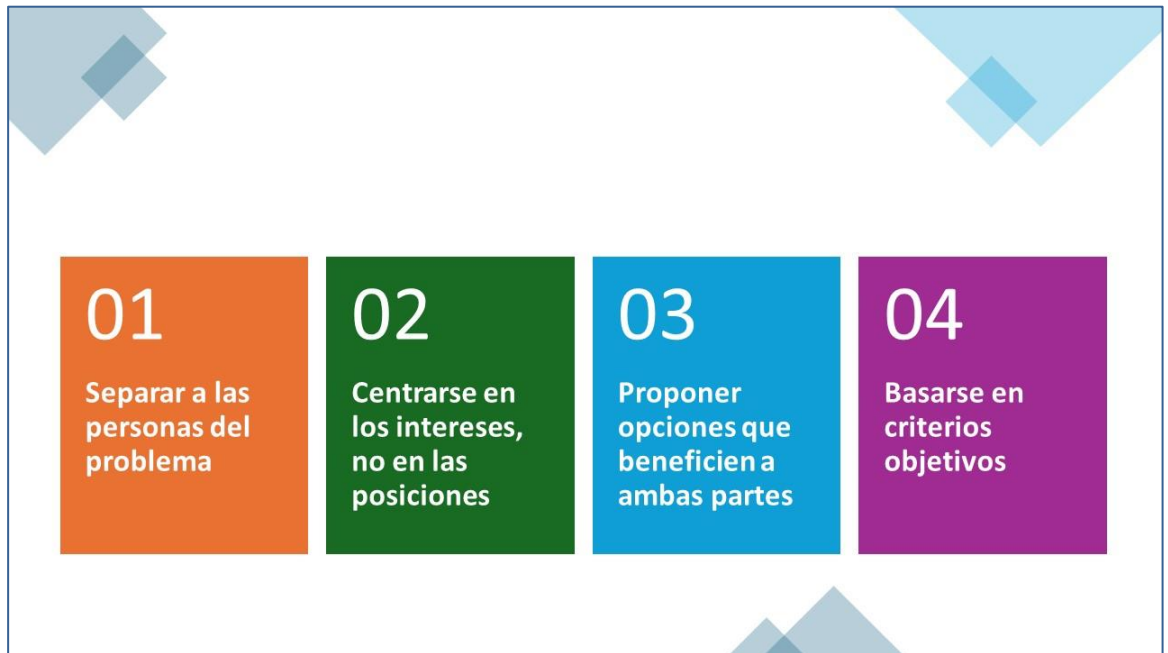 01
Separar a las
personas del
problema
02
Centrarse en
los intereses,
no en las
posiciones
03
Proponer
opciones que
beneficien a
ambas partes
04
Basarse en
criterios
objetivos